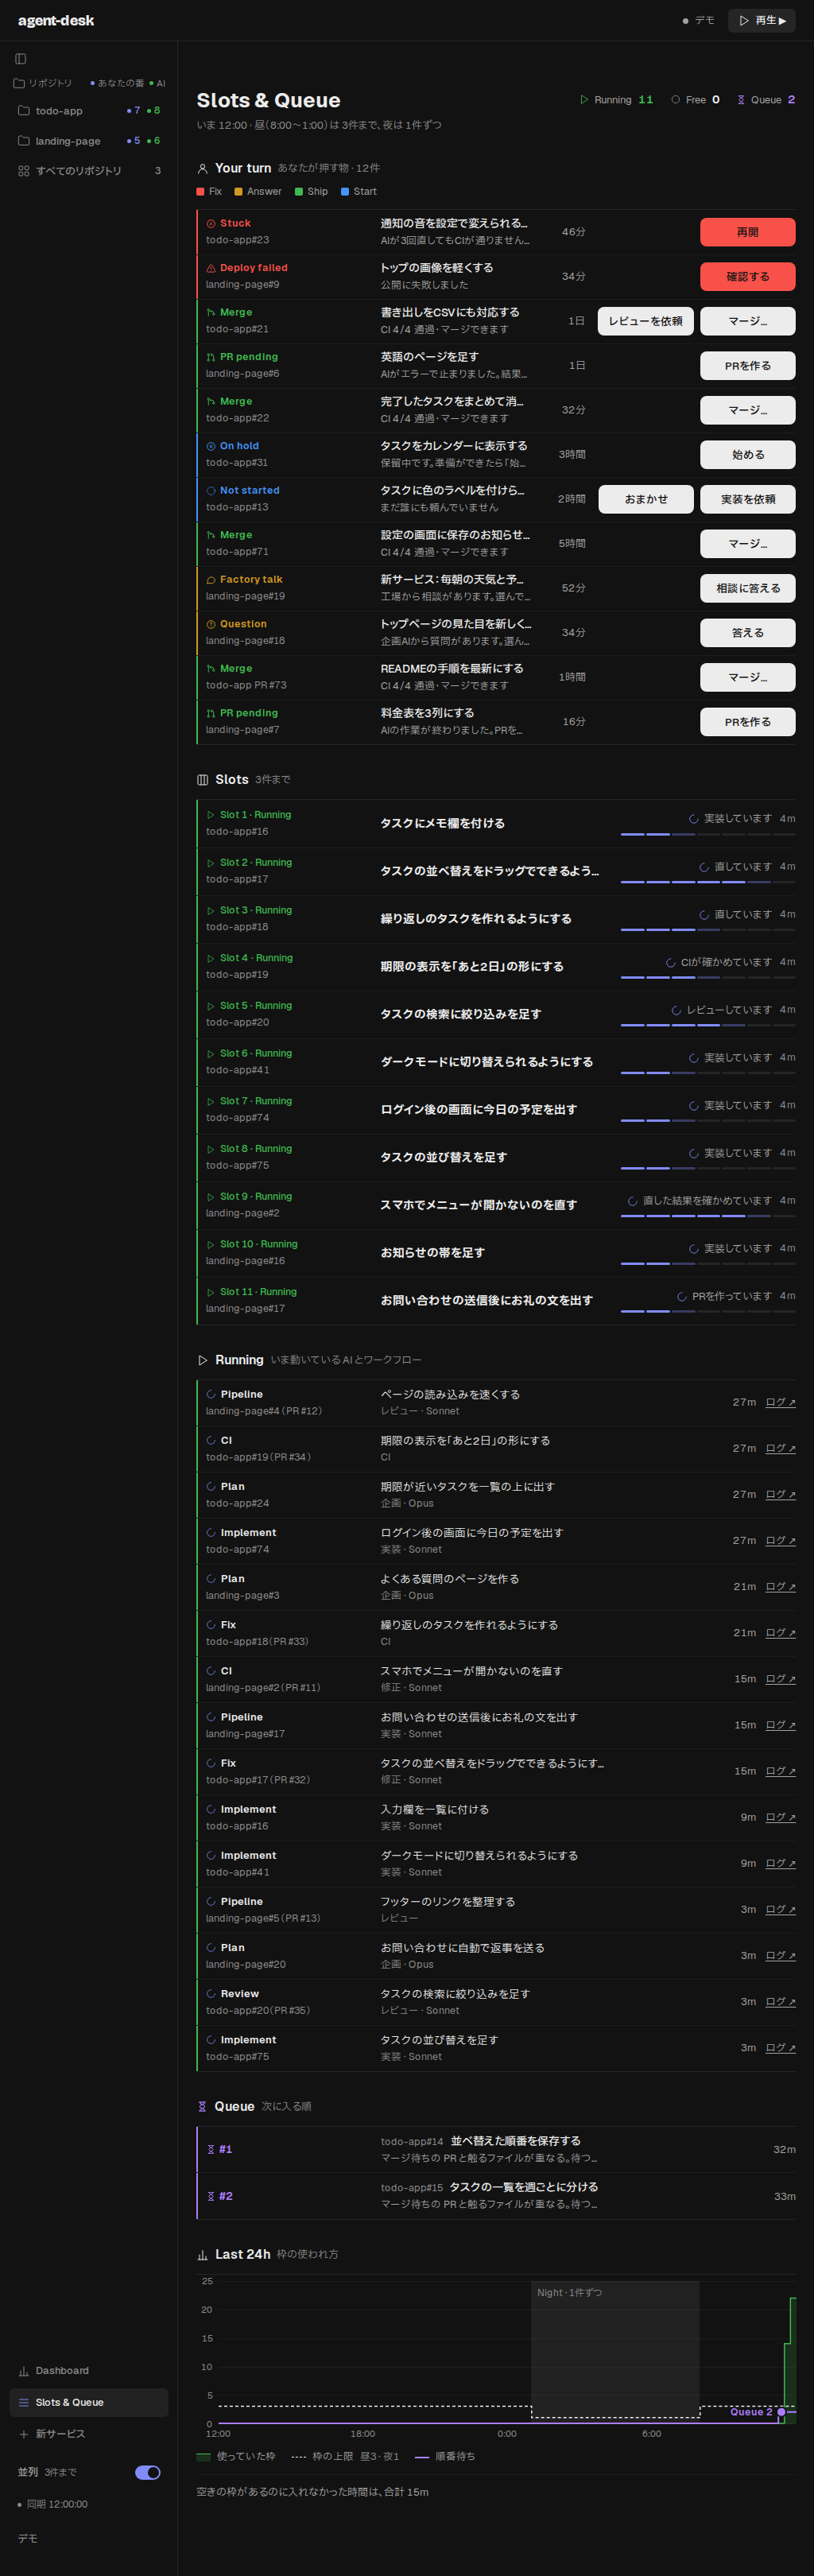 agent-desk
デモ
再生 ▶
リポジトリ
あなたの番
AI
todo-app
7
8
landing-page
5
6
すべてのリポジトリ
3
Slots & Queue
Running 11
Free 0
Queue 2
いま 12:00 · 昼（8:00〜1:00）は 3件まで、夜は 1件ずつ
Your turn あなたが押す物 · 12件
Fix
Answer
Ship
Start
Stuck
todo-app#23
通知の音を設定で変えられる…
AIが3回直してもCIが通りません…
46分
再開
Deploy failed
landing-page#9
トップの画像を軽くする
公開に失敗しました
34分
確認する
Merge
todo-app#21
書き出しをCSVにも対応する
CI 4/4 通過・マージできます
1日
レビューを依頼
マージ…
PR pending
landing-page#6
英語のページを足す
AIがエラーで止まりました。結果…
1日
PRを作る
Merge
todo-app#22
完了したタスクをまとめて消…
CI 4/4 通過・マージできます
32分
マージ…
On hold
todo-app#31
タスクをカレンダーに表示する
保留中です。準備ができたら「始…
3時間
始める
Not started
todo-app#13
タスクに色のラベルを付けら…
まだ誰にも頼んでいません
2時間
おまかせ
実装を依頼
Merge
todo-app#71
設定の画面に保存のお知らせ…
CI 4/4 通過・マージできます
5時間
マージ…
Factory talk
landing-page#19
新サービス：毎朝の天気と予…
工場から相談があります。選んで…
52分
相談に答える
Question
landing-page#18
トップページの見た目を新しく…
企画AIから質問があります。選ん…
34分
答える
Merge
todo-app PR #73
READMEの手順を最新にする
CI 4/4 通過・マージできます
1時間
マージ…
PR pending
landing-page#7
料金表を3列にする
AIの作業が終わりました。PRを…
16分
PRを作る
Slots 3件まで
Slot 1 · Running
todo-app#16
タスクにメモ欄を付ける
実装しています 4m
Slot 2 · Running
todo-app#17
タスクの並べ替えをドラッグでできるよう…
直しています 4m
Slot 3 · Running
todo-app#18
繰り返しのタスクを作れるようにする
直しています 4m
Slot 4 · Running
todo-app#19
期限の表示を「あと2日」の形にする
CIが確かめています 4m
Slot 5 · Running
todo-app#20
タスクの検索に絞り込みを足す
レビューしています 4m
Slot 6 · Running
todo-app#41
ダークモードに切り替えられるようにする
実装しています 4m
Slot 7 · Running
todo-app#74
ログイン後の画面に今日の予定を出す
実装しています 4m
Slot 8 · Running
todo-app#75
タスクの並び替えを足す
実装しています 4m
Slot 9 · Running
landing-page#2
スマホでメニューが開かないのを直す
直した結果を確かめています 4m
Slot 10 · Running
landing-page#16
お知らせの帯を足す
実装しています 4m
Slot 11 · Running
landing-page#17
お問い合わせの送信後にお礼の文を出す
PRを作っています 4m
Running いま動いている AI とワークフロー
Pipeline
landing-page#4（PR #12）
ページの読み込みを速くする
レビュー · Sonnet
27m ログ ↗
CI
todo-app#19（PR #34）
期限の表示を「あと2日」の形にする
CI
27m ログ ↗
Plan
todo-app#24
期限が近いタスクを一覧の上に出す
企画 · Opus
27m ログ ↗
Implement
todo-app#74
ログイン後の画面に今日の予定を出す
実装 · Sonnet
27m ログ ↗
Plan
landing-page#3
よくある質問のページを作る
企画 · Opus
21m ログ ↗
Fix
todo-app#18（PR #33）
繰り返しのタスクを作れるようにする
CI
21m ログ ↗
CI
landing-page#2（PR #11）
スマホでメニューが開かないのを直す
修正 · Sonnet
15m ログ ↗
Pipeline
landing-page#17
お問い合わせの送信後にお礼の文を出す
実装 · Sonnet
15m ログ ↗
Fix
todo-app#17（PR #32）
タスクの並べ替えをドラッグでできるようにす…
修正 · Sonnet
15m ログ ↗
Implement
todo-app#16
入力欄を一覧に付ける
実装 · Sonnet
9m ログ ↗
Implement
todo-app#41
ダークモードに切り替えられるようにする
実装 · Sonnet
9m ログ ↗
Pipeline
landing-page#5（PR #13）
フッターのリンクを整理する
レビュー
3m ログ ↗
Plan
landing-page#20
お問い合わせに自動で返事を送る
企画 · Opus
3m ログ ↗
Review
todo-app#20（PR #35）
タスクの検索に絞り込みを足す
レビュー · Sonnet
3m ログ ↗
Implement
todo-app#75
タスクの並び替えを足す
実装 · Sonnet
3m ログ ↗
Queue 次に入る順
#1
todo-app#14 並べ替えた順番を保存する
マージ待ちの PR と触るファイルが重なる。待つ…
32m
#2
todo-app#15 タスクの一覧を週ごとに分ける
マージ待ちの PR と触るファイルが重なる。待つ…
33m
Last 24h 枠の使われ方
25
20
15
10
5
0
Night · 1件ずつ
Queue 2
12:00
18:00
0:00
6:00
使っていた枠
枠の上限 昼3 · 夜1
順番待ち
空きの枠があるのに入れなかった時間は、合計 15m
Dashboard
Slots & Queue
新サービス
並列 3件まで
同期 12:00:00
デモ